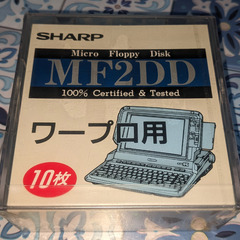 SHARP
Micro Floppy Disk
MF2DD
100% Certified & Tested
ワープロ用
10枚